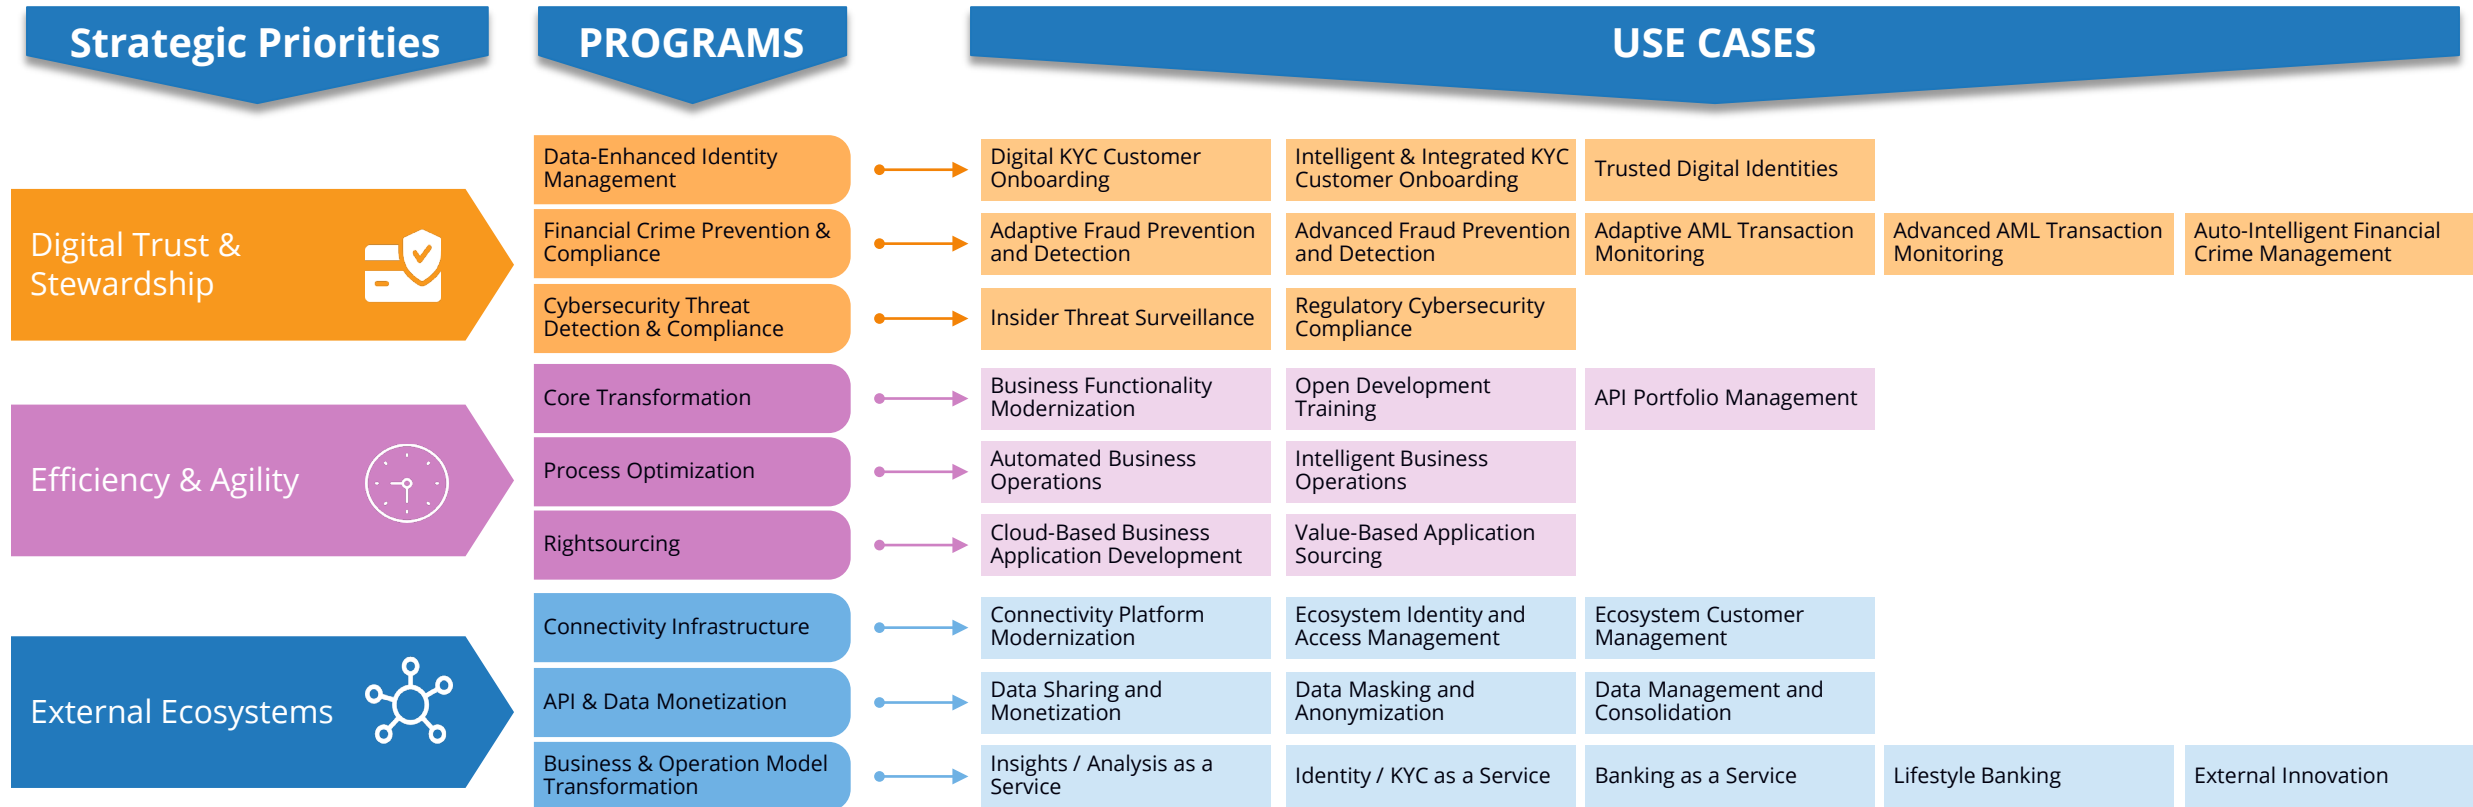 Strategic Priorities
PROGRAMS
USE CASES
Digital Trust &
Stewardship
Data-Enhanced Identity
Management
Digital KYC Customer
Onboarding
Intelligent & Integrated KYC
Customer Onboarding
Trusted Digital Identities
Financial Crime Prevention &
Compliance
Adaptive Fraud Prevention
and Detection
Advanced Fraud Prevention
and Detection
Adaptive AML Transaction
Monitoring
Advanced AML Transaction
Monitoring
Auto-Intelligent Financial
Crime Management
Cybersecurity Threat
Detection & Compliance
Insider Threat Surveillance
Regulatory Cybersecurity
Compliance
Efficiency & Agility
Core Transformation
Business Functionality
Modernization
Open Development
Training
API Portfolio Management
Process Optimization
Automated Business
Operations
Intelligent Business
Operations
Rightsourcing
Cloud-Based Business
Application Development
Value-Based Application
Sourcing
External Ecosystems
Connectivity Infrastructure
Connectivity Platform
Modernization
Ecosystem Identity and
Access Management
Ecosystem Customer
Management
API & Data Monetization
Data Sharing and
Monetization
Data Masking and
Anonymization
Data Management and
Consolidation
Business & Operation Model
Transformation
Insights / Analysis as a
Service
Identity / KYC as a Service
Banking as a Service
Lifestyle Banking
External Innovation